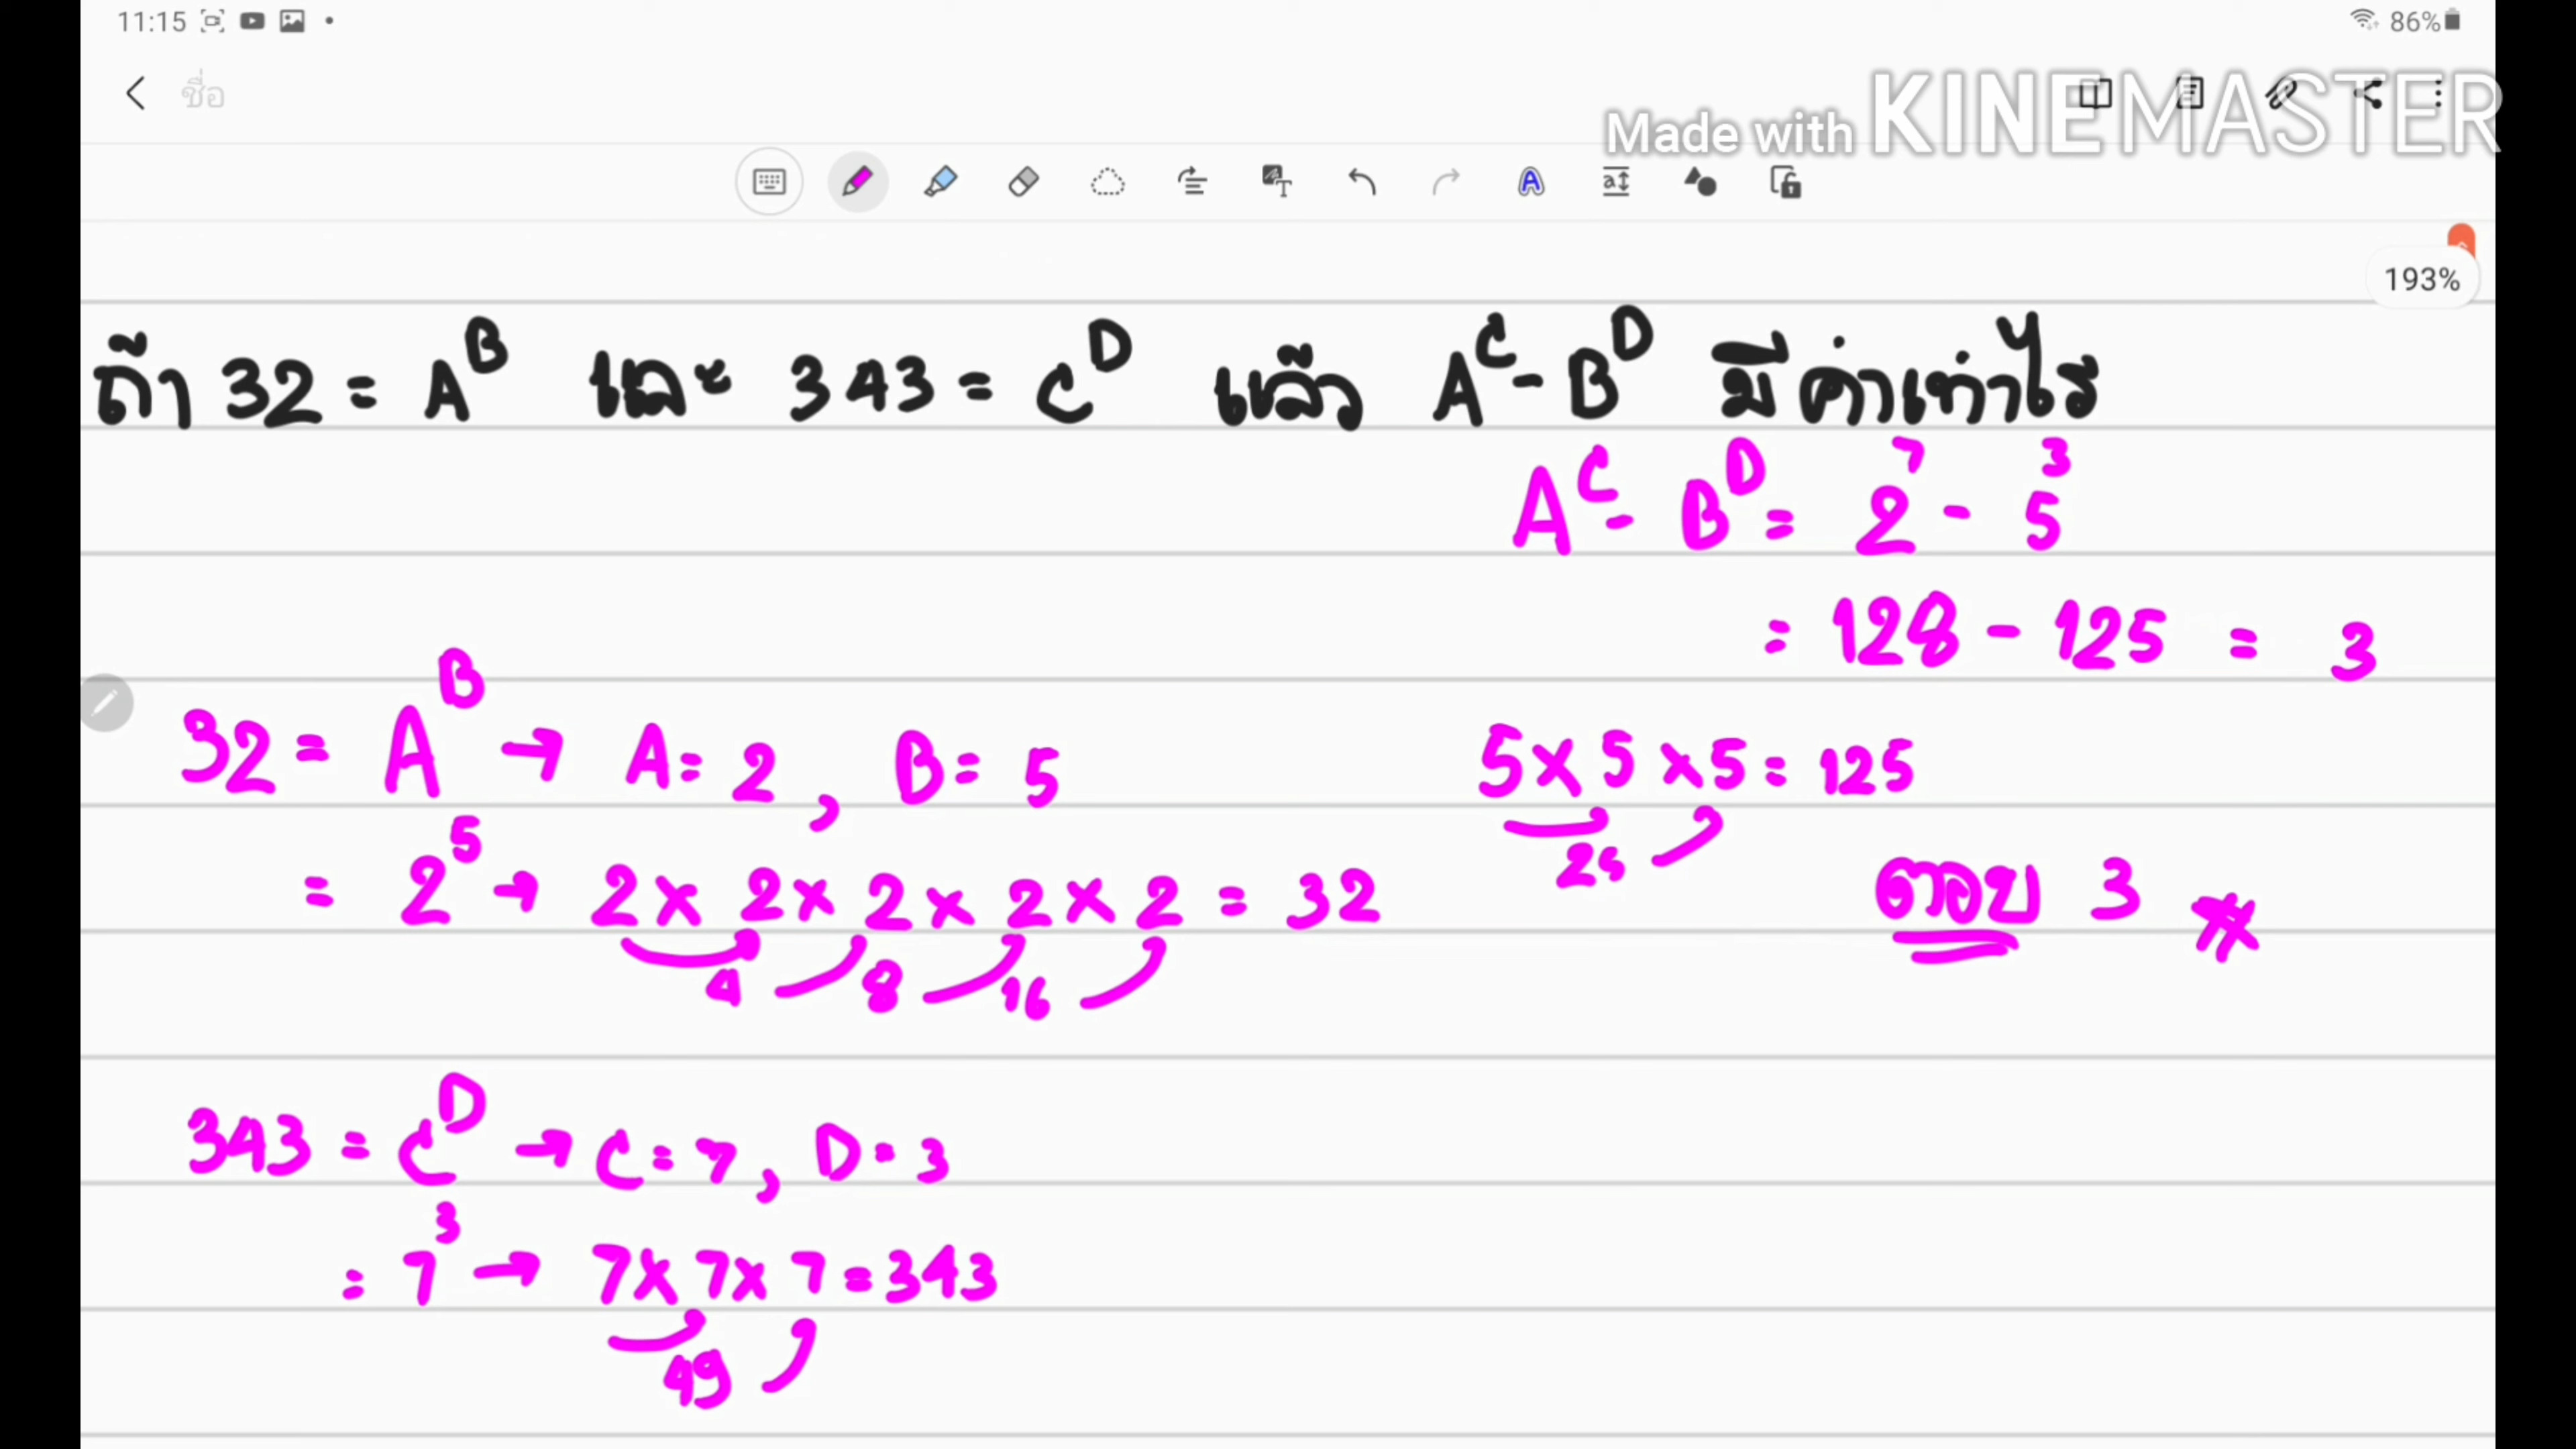 11:15
86%
ชื่อ
Made with KINEMASTER
193%
ถ้า 32 = A^B และ 343 = C^D แล้ว A^C - B^D มีค่าเท่าไร
A^C - B^D = 2^7 - 5^3
= 128 - 125 = 3
32 = A^B → A = 2 , B = 5
= 2^5 → 2 × 2 × 2 × 2 × 2 = 32
4 8 16
5 × 5 × 5 = 125
25
ตอบ 3
343 = C^D → C = 7 , D = 3
= 7^3 → 7 × 7 × 7 = 343
49